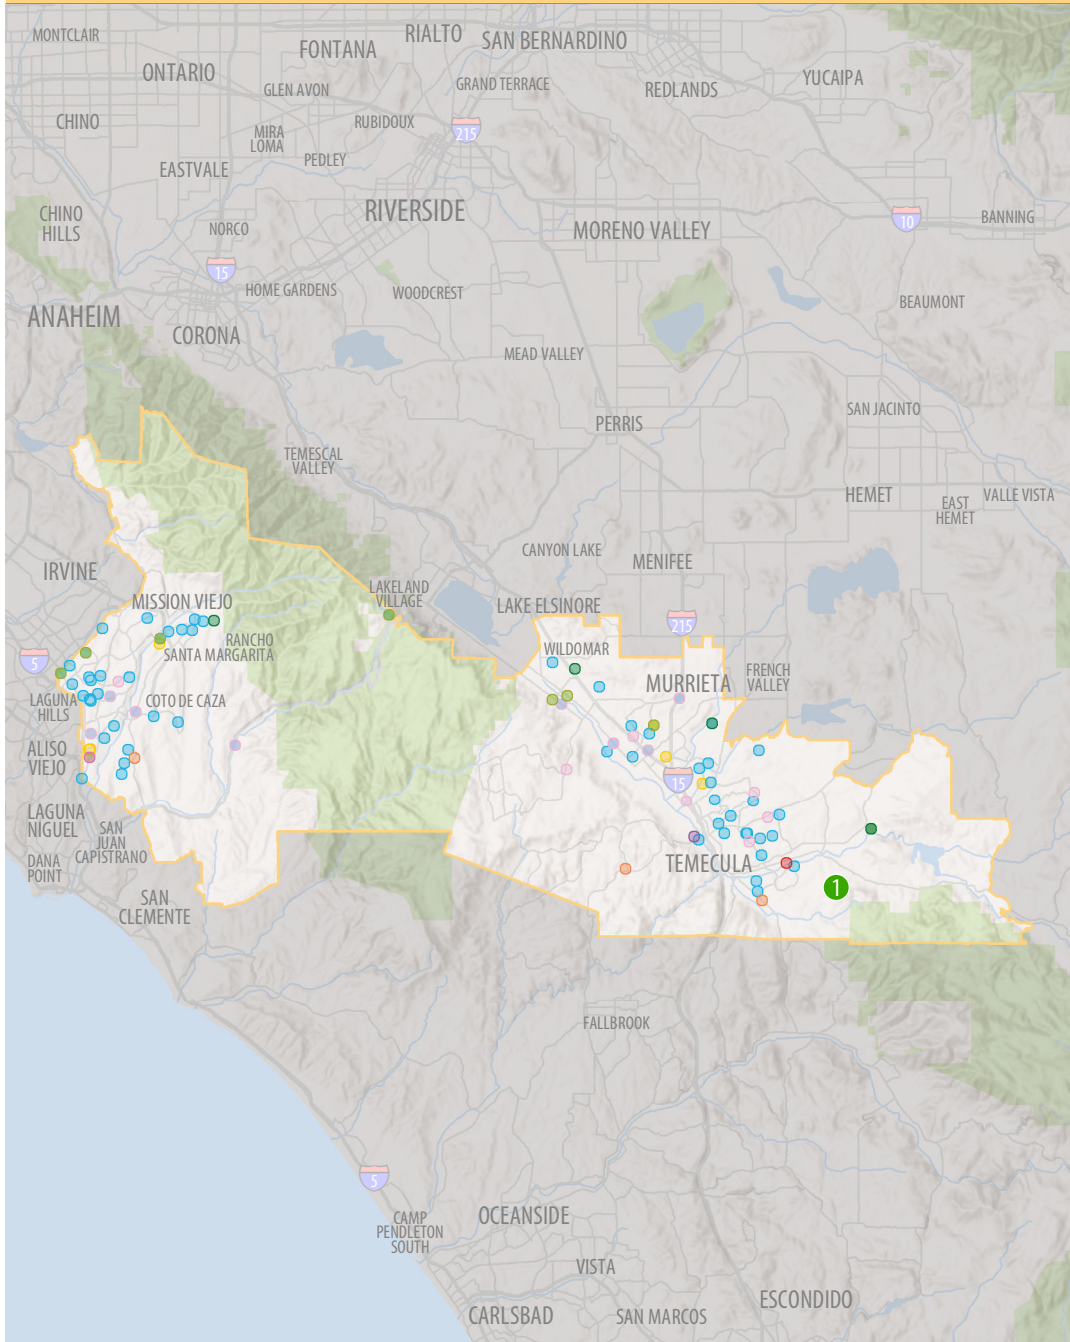 MONTCLAIR
FONTANA
RIALTO
SAN BERNARDINO
ONTARIO
GLEN AVON
GRAND TERRACE
REDLANDS
YUCAIPA
CHINO
MIRA
LOMA
RUBIDOUX
215
PEDLEY
EASTVALE
CHINO
HILLS
NORCO
RIVERSIDE
MORENO VALLEY
10
BANNING
15
HOME GARDENS
WOODCREST
BEAUMONT
ANAHEIM
CORONA
MEAD VALLEY
PERRIS
SAN JACINTO
TEMESCAL
VALLEY
HEMET
EAST
HEMET
VALLE VISTA
IRVINE
CANYON LAKE
MENIFEE
MISSION VIEJO
LAKELAND
VILLAGE
LAKE ELSINORE
215
RANCHO
SANTA MARGARITA
WILDOMAR
5
MURRIETA
FRENCH
VALLEY
LAGUNA
HILLS
COTO DE CAZA
ALISO
VIEJO
15
LAGUNA
NIGUEL
SAN
JUAN
CAPISTRANO
DANA
POINT
TEMECULA
1
SAN
CLEMENTE
FALLBROOK
5
CAMP
PENDLETON
SOUTH
OCEANSIDE
VISTA
CARLSBAD
SAN MARCOS
ESCONDIDO